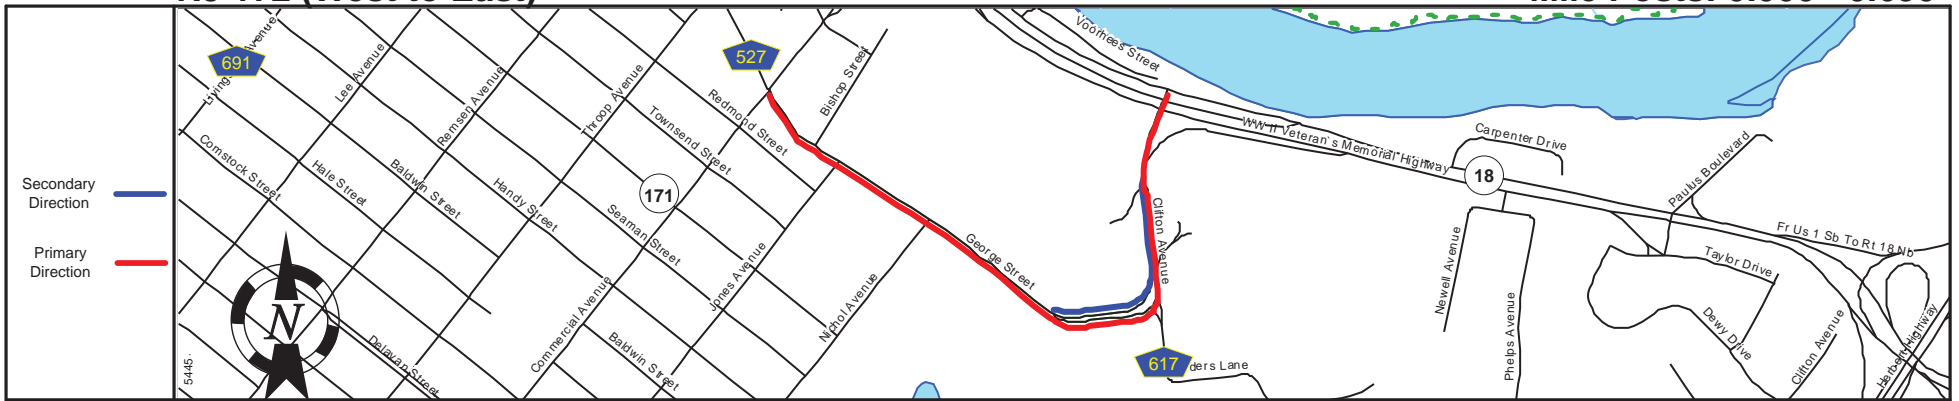 Secondary
Direction
Primary
Direction
691
527
171
18
617
Lee Avenue
Remsen Avenue
Throop Avenue
Redmond Street
Townsend Street
Bishop Street
Voorhees Street
WW II Veteran`s Memorial Highway
Carpenter Drive
Paulus Boulevard
Fr Us 1 Sb To Rt 18 Nb
Comstock Street
Hale Street
Baldwin Street
Handy Street
Seaman Street
Jones Avenue
Nichol Avenue
Commercial Avenue
Baldwin Street
Delavan Street
George Street
Clifton Avenue
Newell Avenue
Phelps Avenue
Taylor Drive
Dewy Drive
Clifton Avenue
Herbert Highway
Lane
N
5445